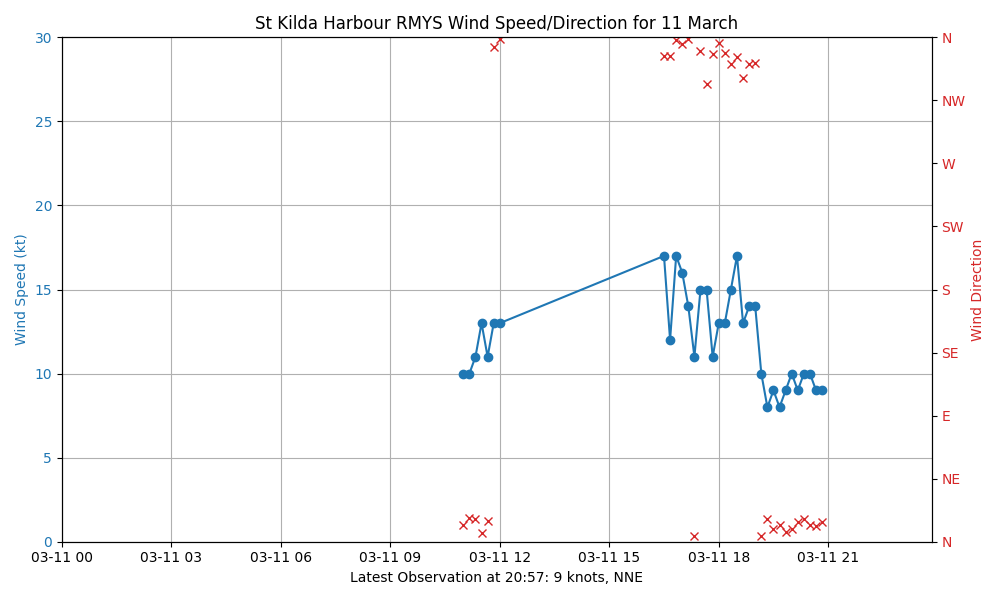 St Kilda Harbour RMYS Wind Speed/Direction for 11 March
30
25
20
15
10
5
0
Wind Speed (kt)
N
NW
W
SW
S
SE
E
NE
N
Wind Direction
03-11 00 03-11 03 03-11 06 03-11 09 03-11 12 03-11 15 03-11 18 03-11 21
Latest Observation at 20:57: 9 knots, NNE